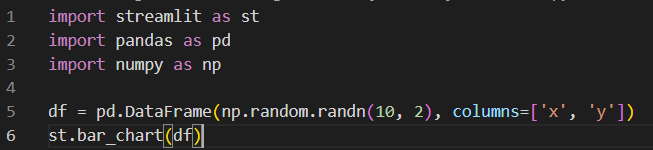 1 import streamlit as st
2 import pandas as pd
3 import numpy as np
4
5 df = pd.DataFrame(np.random.randn(10, 2), columns=['x', 'y'])
6 st.bar_chart(df)